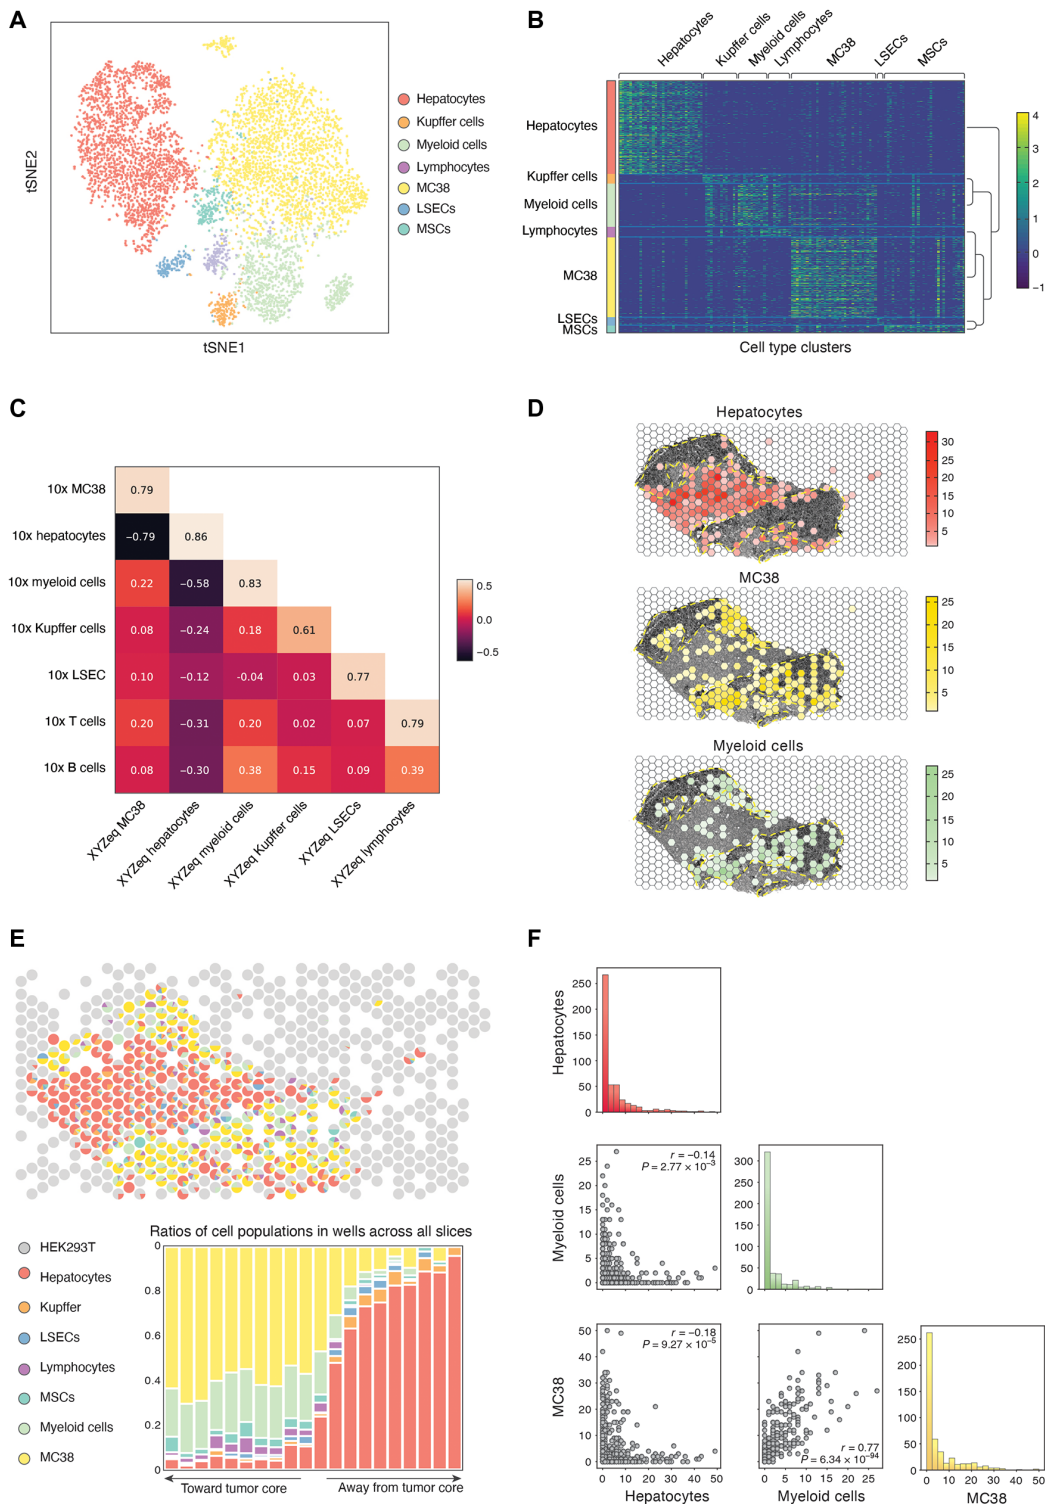 A
tSNE2
tSNE1
Hepatocytes
Kupffer cells
Myeloid cells
Lymphocytes
MC38
LSECs
MSCs
B
Hepatocytes
Kupffer cells
Myeloid cells
Lymphocytes
MC38
LSECs
MSCs
Hepatocytes
Kupffer cells
Myeloid cells
Lymphocytes
MC38
LSECs
MSCs
Cell type clusters
4
3
2
1
0
−1
C
10x MC38
0.79
10x hepatocytes
−0.79 0.86
10x myeloid cells
0.22 −0.58 0.83
10x Kupffer cells
0.08 −0.24 0.18 0.61
10x LSEC
0.10 −0.12 -0.04 0.03 0.77
10x T cells
0.20 −0.31 0.20 0.02 0.07 0.79
10x B cells
0.08 −0.30 0.38 0.15 0.09 0.39
XYZeq MC38
XYZeq hepatocytes
XYZeq myeloid cells
XYZeq Kupffer cells
XYZeq LSECs
XYZeq lymphocytes
0.5
0.0
−0.5
D
Hepatocytes
30
25
20
15
10
5
MC38
25
20
15
10
5
Myeloid cells
25
20
15
10
5
E
HEK293T
Hepatocytes
Kupffer
LSECs
Lymphocytes
MSCs
Myeloid cells
MC38
Ratios of cell populations in wells across all slices
0
0.8
0.6
0.4
0.2
0
Toward tumor core
Away from tumor core
F
Hepatocytes
250
200
150
100
50
0
Myeloid cells
25
20
15
10
5
0
r = −0.14
P = 2.77 × 10−3
300
250
200
150
100
50
0
MC38
50
40
30
20
10
0
r = −0.18
P = 9.27 × 10−5
0 10 20 30 40 50
Hepatocytes
r = 0.77
P = 6.34 × 10−94
0 5 10 15 20 25
Myeloid cells
250
200
150
100
50
0
0 10 20 30 40 50
MC38